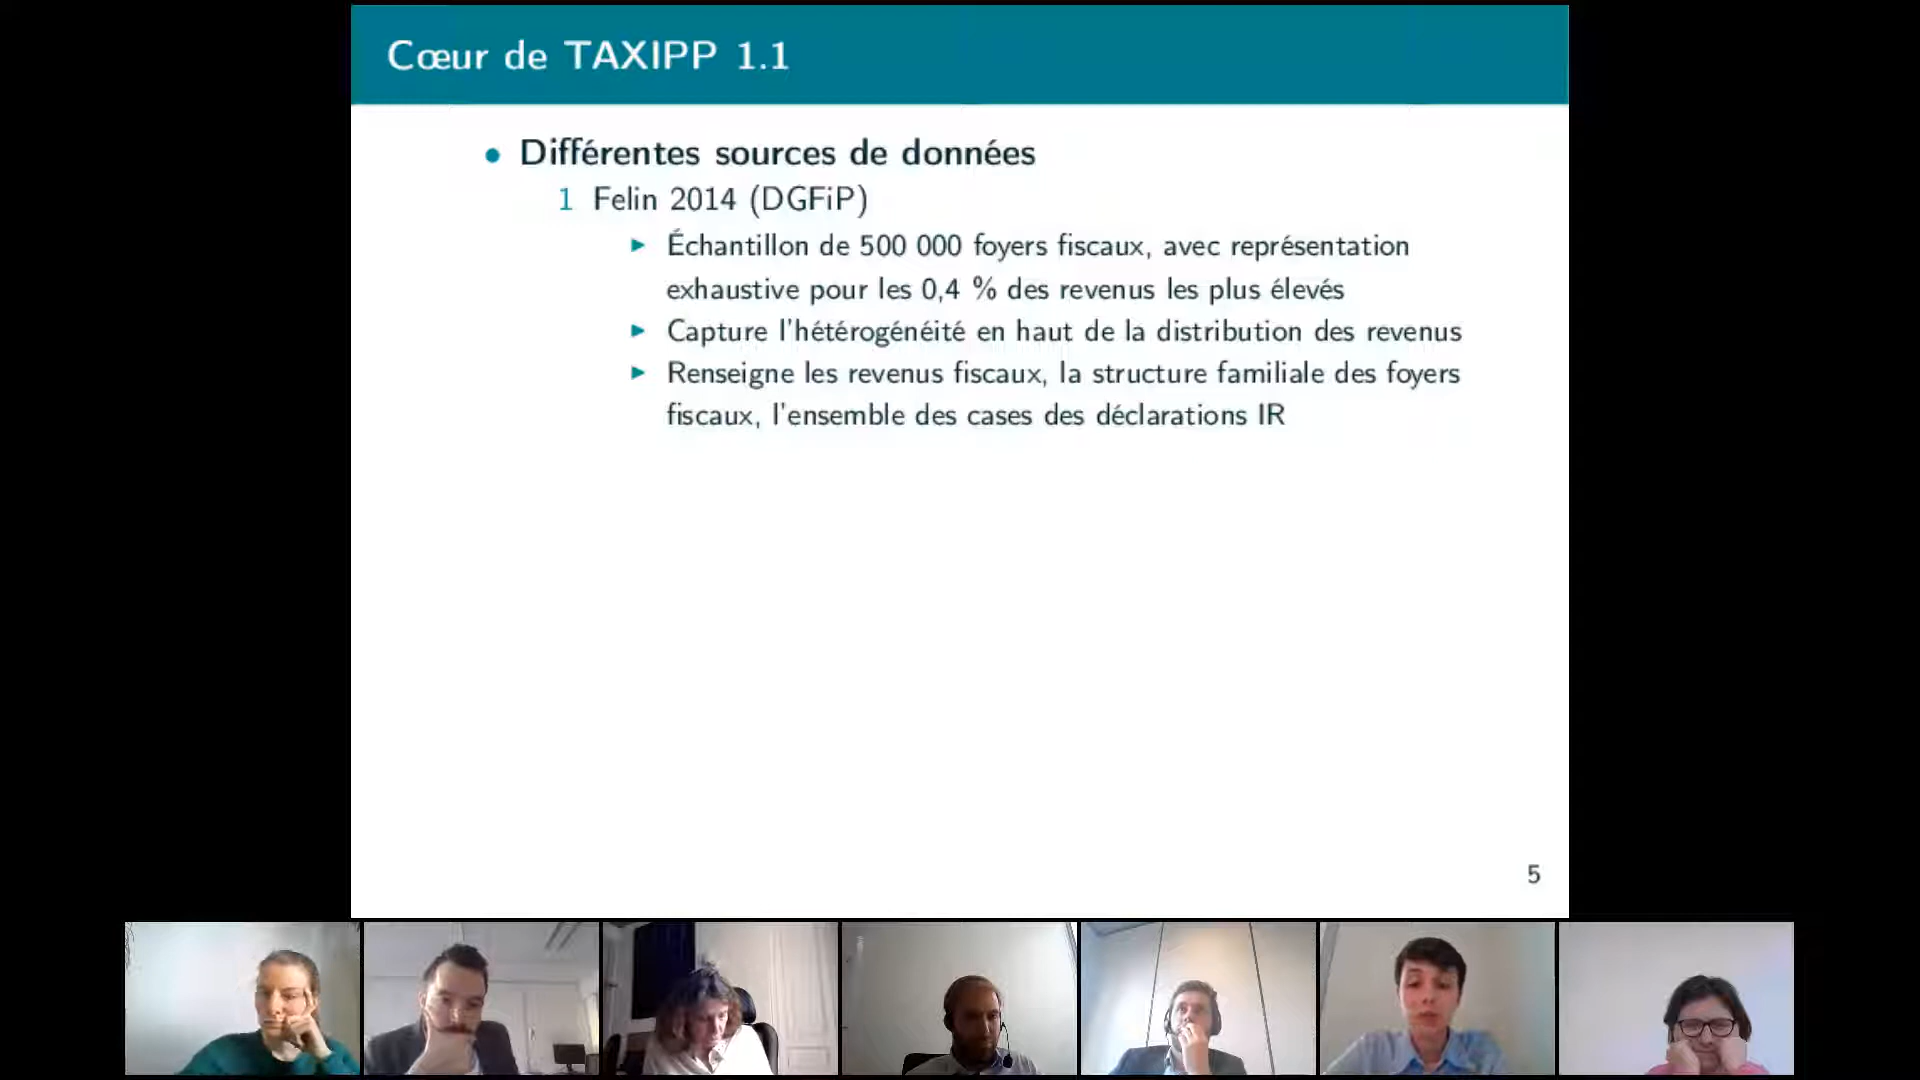 Cœur de TAXIPP 1.1
• Différentes sources de données
1 Felin 2014 (DGFiP)
▶ Échantillon de 500 000 foyers fiscaux, avec représentation
exhaustive pour les 0,4 % des revenus les plus élevés
▶ Capture l'hétérogénéité en haut de la distribution des revenus
▶ Renseigne les revenus fiscaux, la structure familiale des foyers
fiscaux, l'ensemble des cases des déclarations IR
5